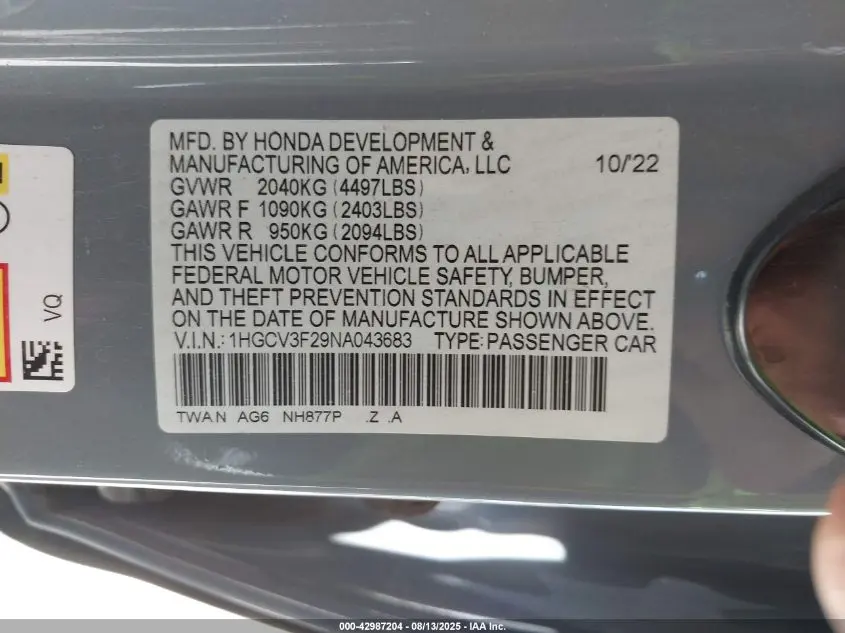 MFD. BY HONDA DEVELOPMENT &
MANUFACTURING OF AMERICA, LLC 10/'22
GVWR 2040KG (4497LBS)
GAWR F 1090KG (2403LBS)
GAWR R 950KG (2094LBS)
THIS VEHICLE CONFORMS TO ALL APPLICABLE
FEDERAL MOTOR VEHICLE SAFETY, BUMPER,
AND THEFT PREVENTION STANDARDS IN EFFECT
ON THE DATE OF MANUFACTURE SHOWN ABOVE.
V.I.N.: 1HGCV3F29NA043683 TYPE: PASSENGER CAR
TWAN AG6 NH877P .Z .A
VQ
000-42987204 - 08/13/2025 - IAA Inc.